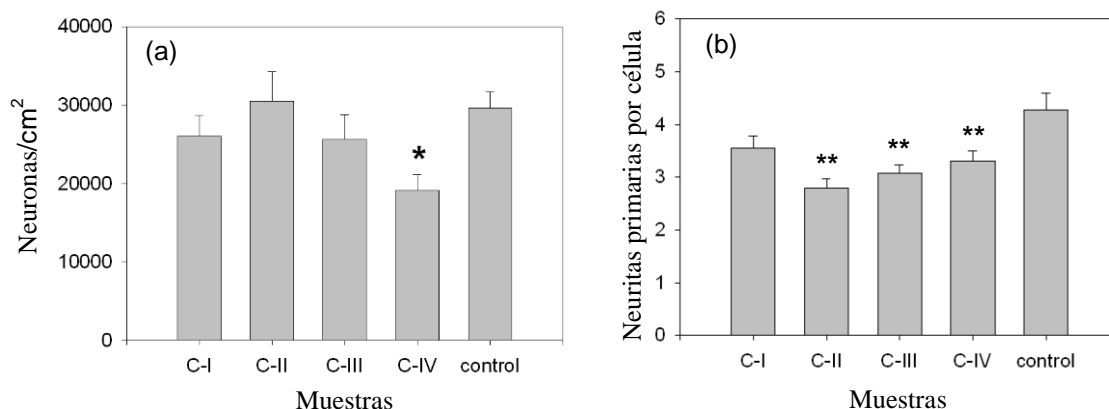 (a)
Neuronas/cm²
40000
30000
20000
10000
0
*
C-I C-II C-III C-IV control
Muestras
(b)
Neuritas primarias por célula
6
5
4
3
2
1
0
** ** **
C-I C-II C-III C-IV control
Muestras